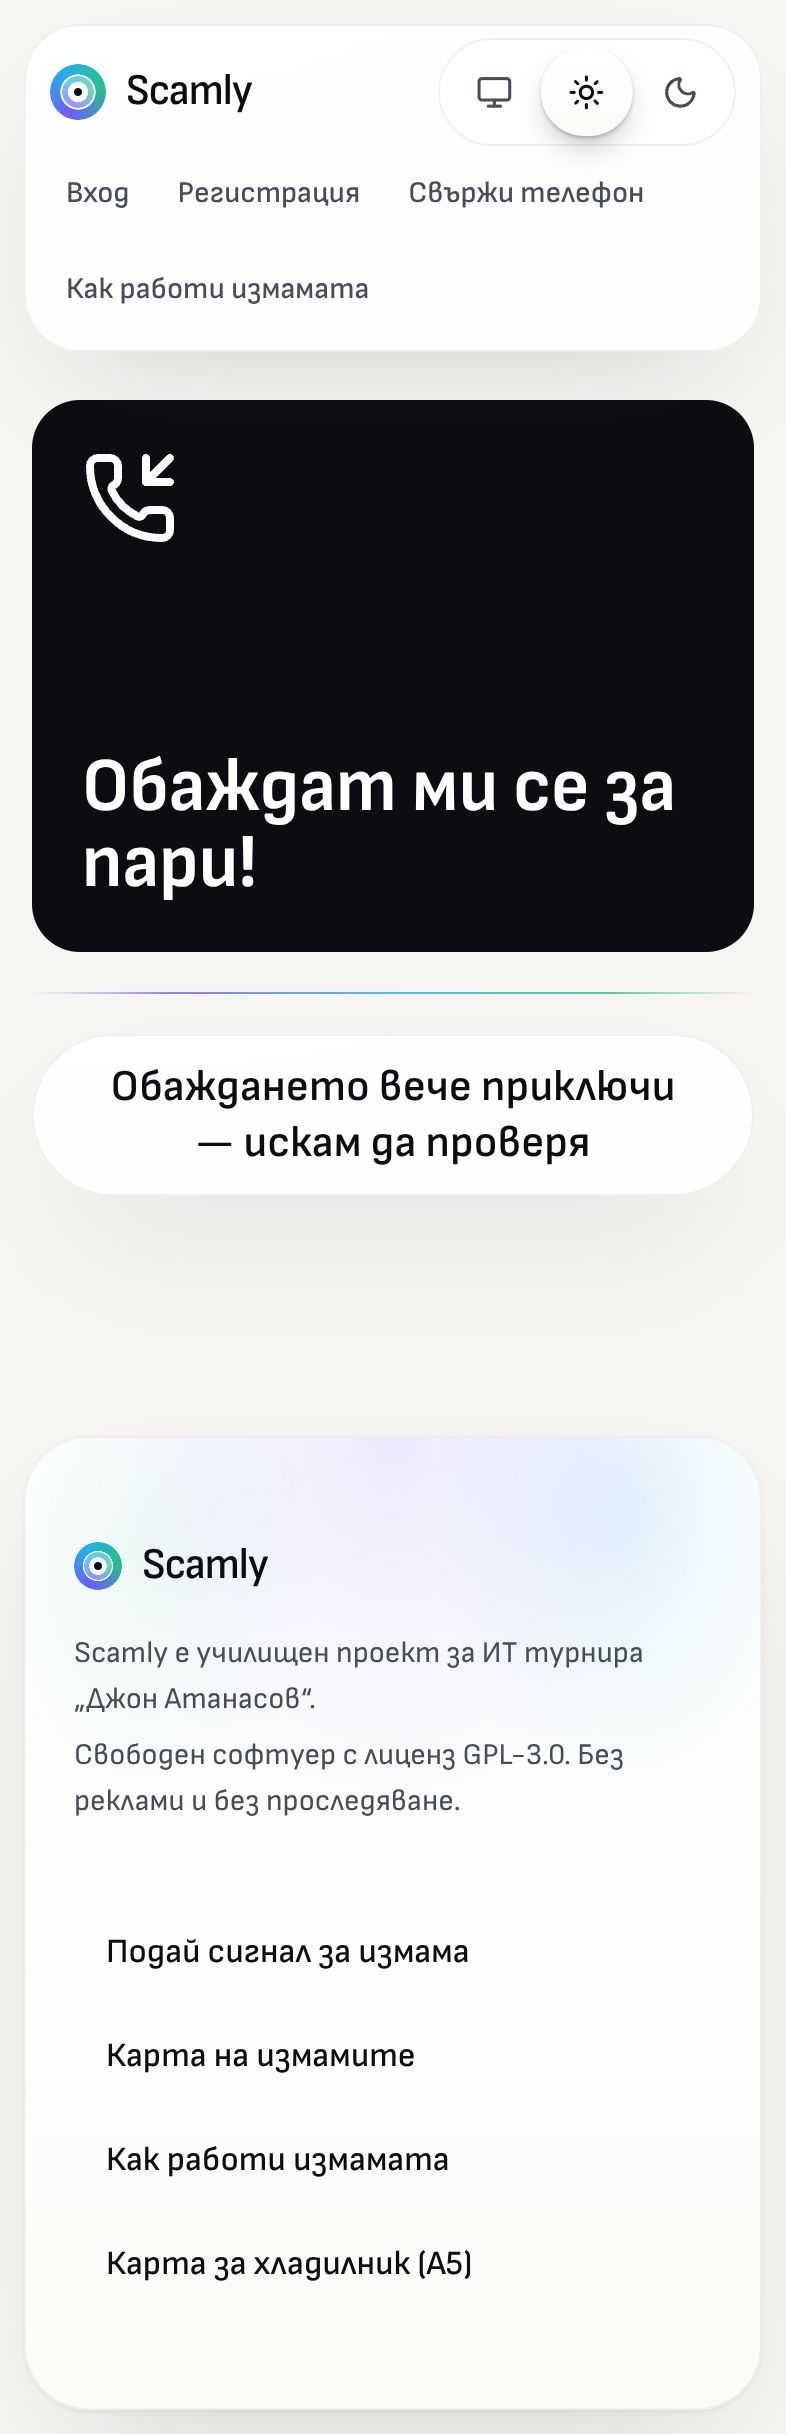 Scamly
Вход Регистрация Свържи телефон
Как работи измамата
Обаждат ми се за
пари!
Обаждането вече приключи
— искам да проверя
Scamly
Scamly е училищен проект за ИТ турнира
„Джон Атанасов“.
Свободен софтуер с лиценз GPL-3.0. Без
реклами и без проследяване.
Подай сигнал за измама
Карта на измамите
Как работи измамата
Карта за хладилник (А5)